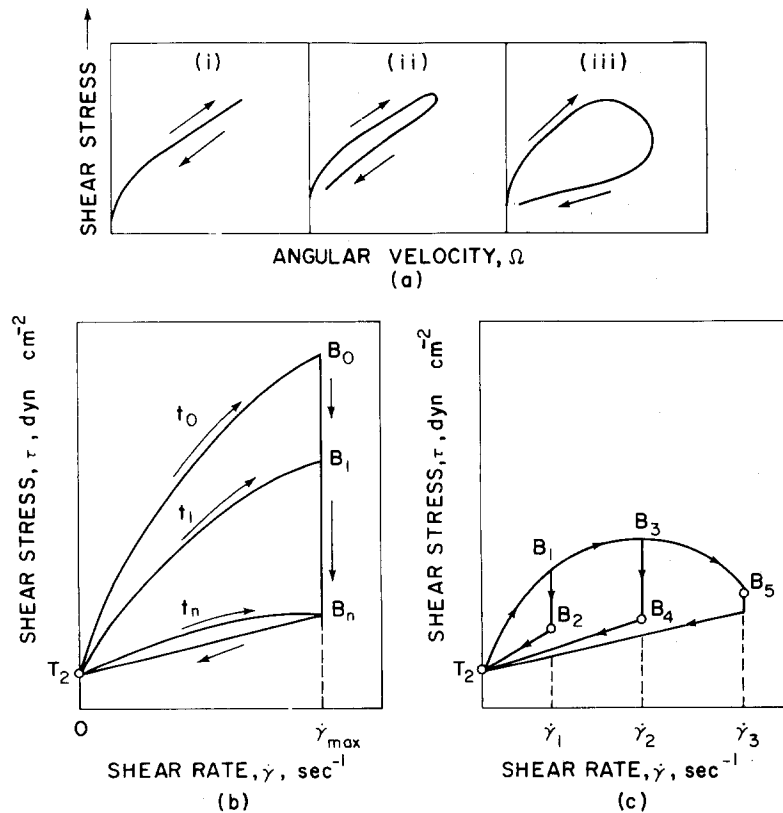 (i) (ii) (iii)
SHEAR STRESS
ANGULAR VELOCITY, Ω
(a)
SHEAR STRESS, τ, dyn cm⁻²
B₀
t₀
B₁
t₁
tₙ
Bₙ
T₂
0
γ̇max
SHEAR RATE, γ̇, sec⁻¹
(b)
SHEAR STRESS, τ, dyn cm⁻²
B₃
B₁
B₅
B₂
B₄
T₂
γ̇₁ γ̇₂ γ̇₃
SHEAR RATE, γ̇, sec⁻¹
(c)